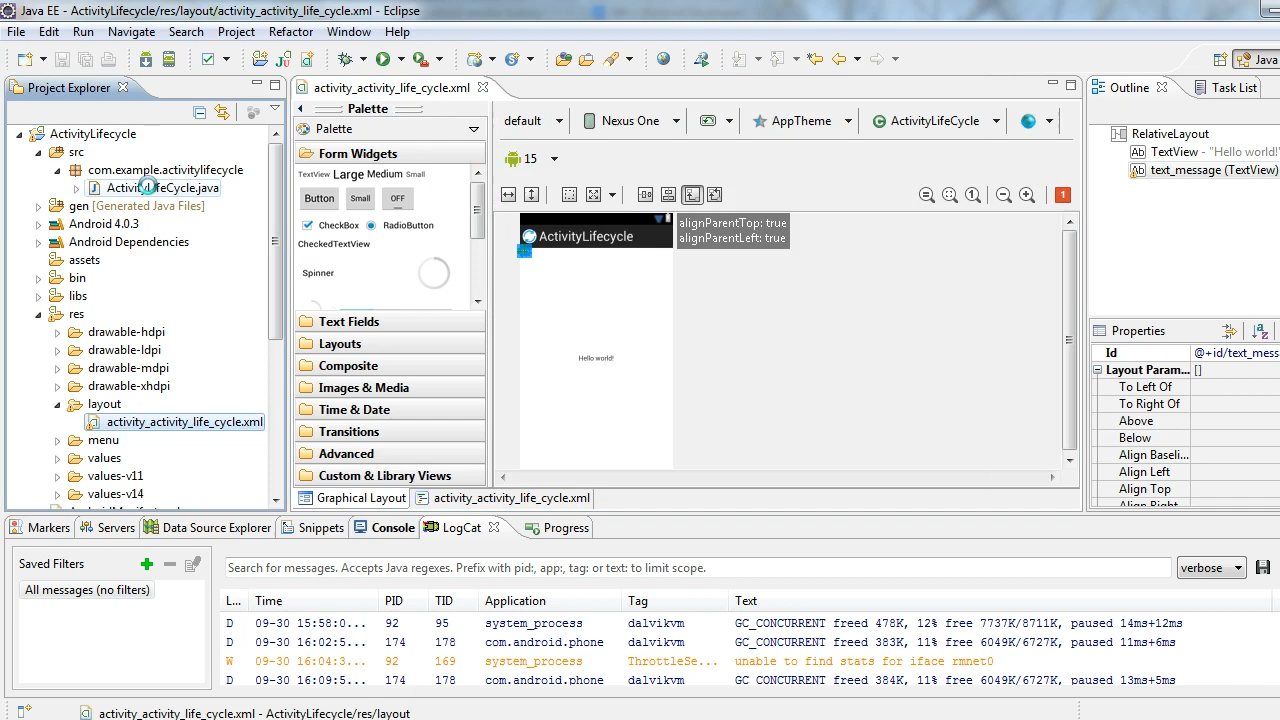 Java EE - ActivityLifecycle/res/layout/activity_activity_life_cycle.xml - Eclipse
File Edit Run Navigate Search Project Refactor Window Help
Java
Project Explorer
ActivityLifecycle
src
com.example.activitylifecycle
ActivityLifeCycle.java
gen [Generated Java Files]
Android 4.0.3
Android Dependencies
assets
bin
libs
res
drawable-hdpi
drawable-ldpi
drawable-mdpi
drawable-xhdpi
layout
activity_activity_life_cycle.xml
menu
values
values-v11
values-v14
activity_activity_life_cycle.xml
Palette
Palette
Form Widgets
TextView Large Medium Small
Button Small OFF
CheckBox RadioButton
CheckedTextView
Spinner
Text Fields
Layouts
Composite
Images & Media
Time & Date
Transitions
Advanced
Custom & Library Views
default Nexus One AppTheme ActivityLifeCycle
15
1
1
ActivityLifecycle
alignParentTop: true
alignParentLeft: true
Hello world!
Graphical Layout activity_activity_life_cycle.xml
Outline Task List
RelativeLayout
Ab TextView - "Hello world!"
Ab text_message (TextView)
Properties
Id @+id/text_mess
Layout Param... []
To Left Of
To Right Of
Above
Below
Align Baseli...
Align Left
Align Top
Align Right
Markers Servers Data Source Explorer Snippets Console LogCat Progress
Saved Filters
All messages (no filters)
Search for messages. Accepts Java regexes. Prefix with pid:, app:, tag: or text: to limit scope.
verbose
L... Time PID TID Application Tag Text
D 09-30 15:58:0... 92 95 system_process dalvikvm GC_CONCURRENT freed 478K, 12% free 7737K/8711K, paused 14ms+12ms
D 09-30 16:02:5... 174 178 com.android.phone dalvikvm GC_CONCURRENT freed 383K, 11% free 6049K/6727K, paused 11ms+6ms
W 09-30 16:04:3... 92 169 system_process ThrottleSe... unable to find stats for iface rmnet0
D 09-30 16:09:5... 174 178 com.android.phone dalvikvm GC_CONCURRENT freed 384K, 11% free 6049K/6727K, paused 13ms+5ms
activity_activity_life_cycle.xml - ActivityLifecycle/res/layout